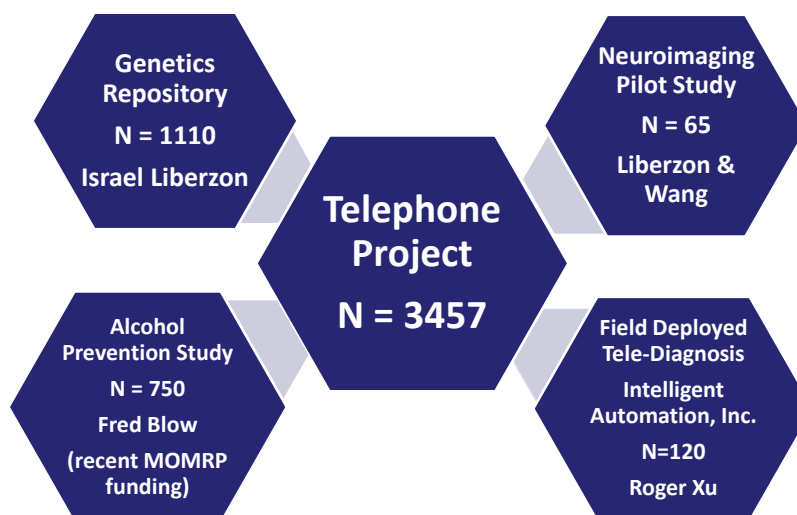 Genetics
Repository
N = 1110
Israel Liberzon
Neuroimaging
Pilot Study
N = 65
Liberzon &
Wang
Telephone
Project
N = 3457
Alcohol
Prevention Study
N = 750
Fred Blow
(recent MOMRP
funding)
Field Deployed
Tele-Diagnosis
Intelligent
Automation, Inc.
N=120
Roger Xu